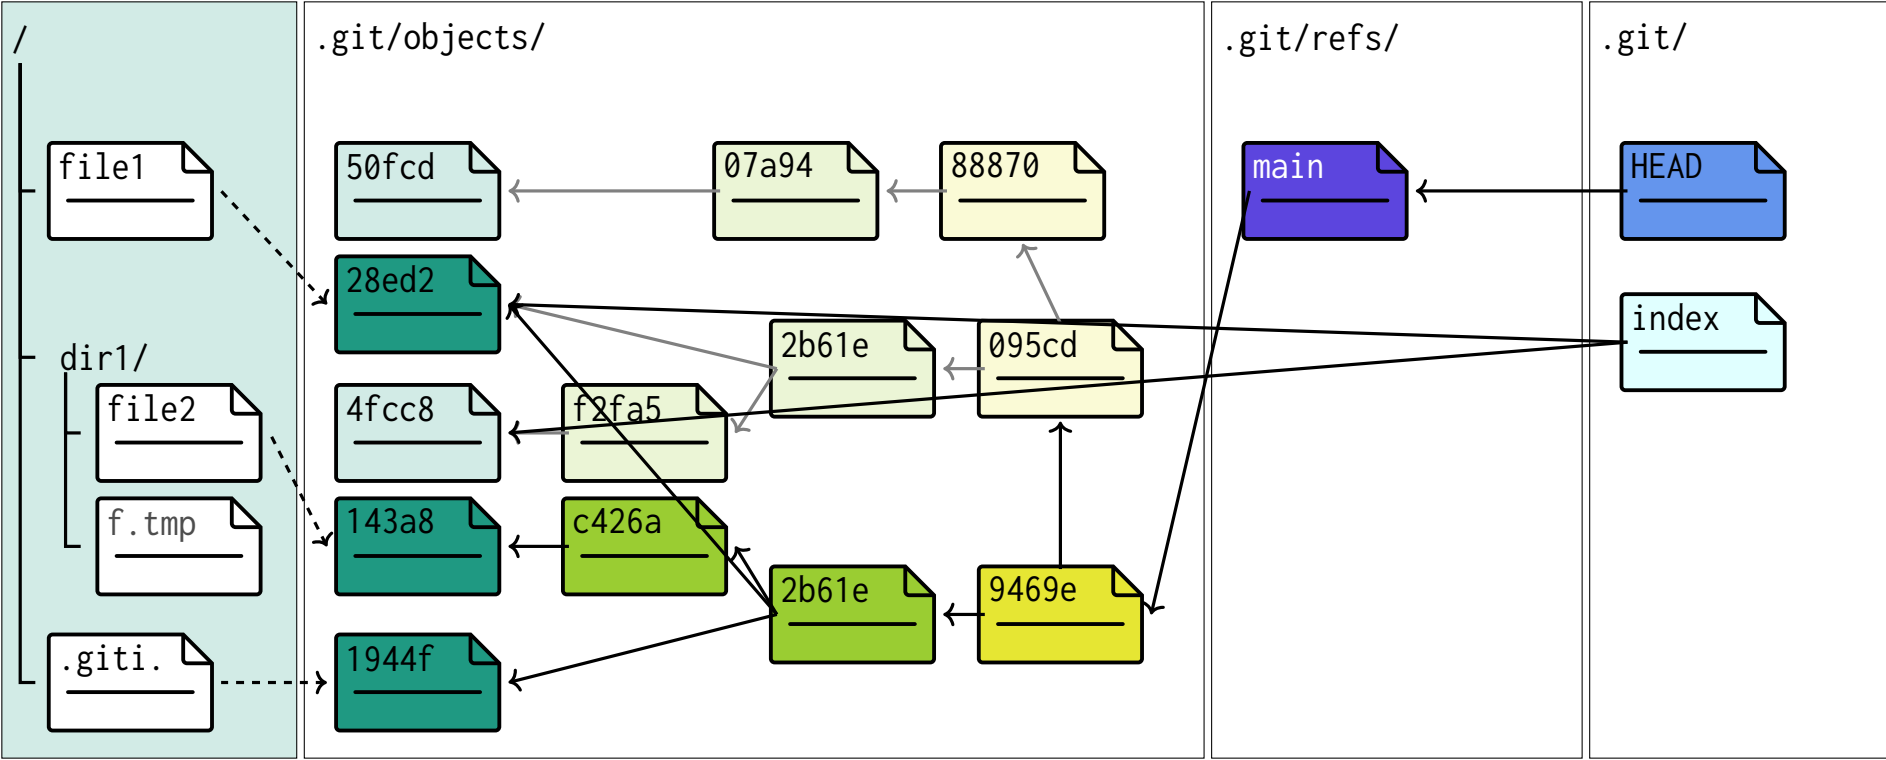 /
file1
dir1/
file2
f.tmp
.giti.
.git/objects/
50fcd
07a94
88870
28ed2
2b61e
095cd
4fcc8
f2fa5
143a8
c426a
2b61e
9469e
1944f
.git/refs/
main
.git/
HEAD
index